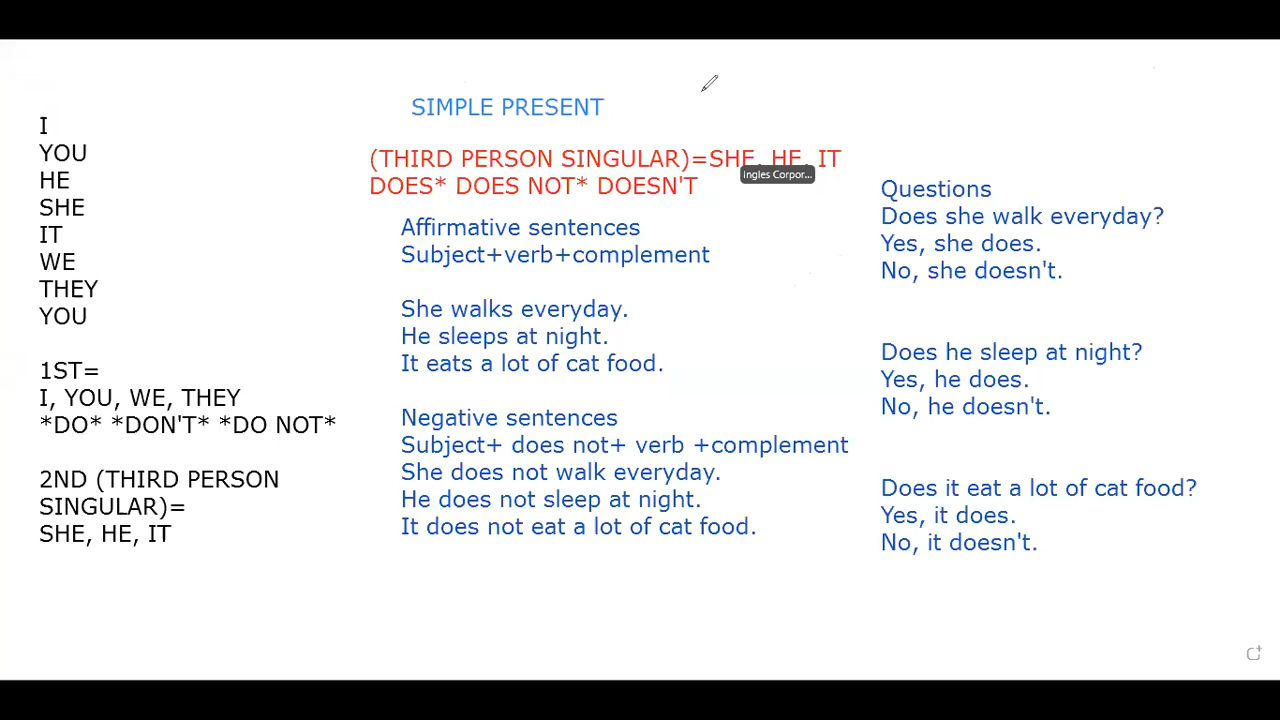 I
YOU
HE
SHE
IT
WE
THEY
YOU
1ST=
I, YOU, WE, THEY
*DO* *DON'T* *DO NOT*
2ND (THIRD PERSON
SINGULAR)=
SHE, HE, IT
SIMPLE PRESENT
(THIRD PERSON SINGULAR)=SHE, HE, IT
DOES* DOES NOT* DOESN'T
ingles Corpor...
Affirmative sentences
Subject+verb+complement
She walks everyday.
He sleeps at night.
It eats a lot of cat food.
Negative sentences
Subject+ does not+ verb +complement
She does not walk everyday.
He does not sleep at night.
It does not eat a lot of cat food.
Questions
Does she walk everyday?
Yes, she does.
No, she doesn't.
Does he sleep at night?
Yes, he does.
No, he doesn't.
Does it eat a lot of cat food?
Yes, it does.
No, it doesn't.